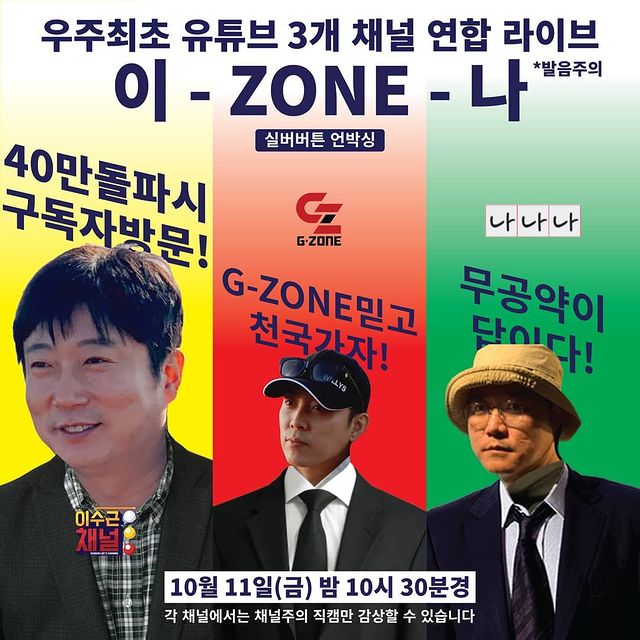 우주최초 유튜브 3개 채널 연합 라이브
이 - ZONE - 나
*발음주의
실버버튼 언박싱
40만돌파시
구독자방문!
G-ZONE
G-ZONE믿고
천국가자!
나나나
무공약이
답이다!
WILLYS
이수근
채널
10월 11일(금) 밤 10시 30분경
각 채널에서는 채널주의 직캠만 감상할 수 있습니다